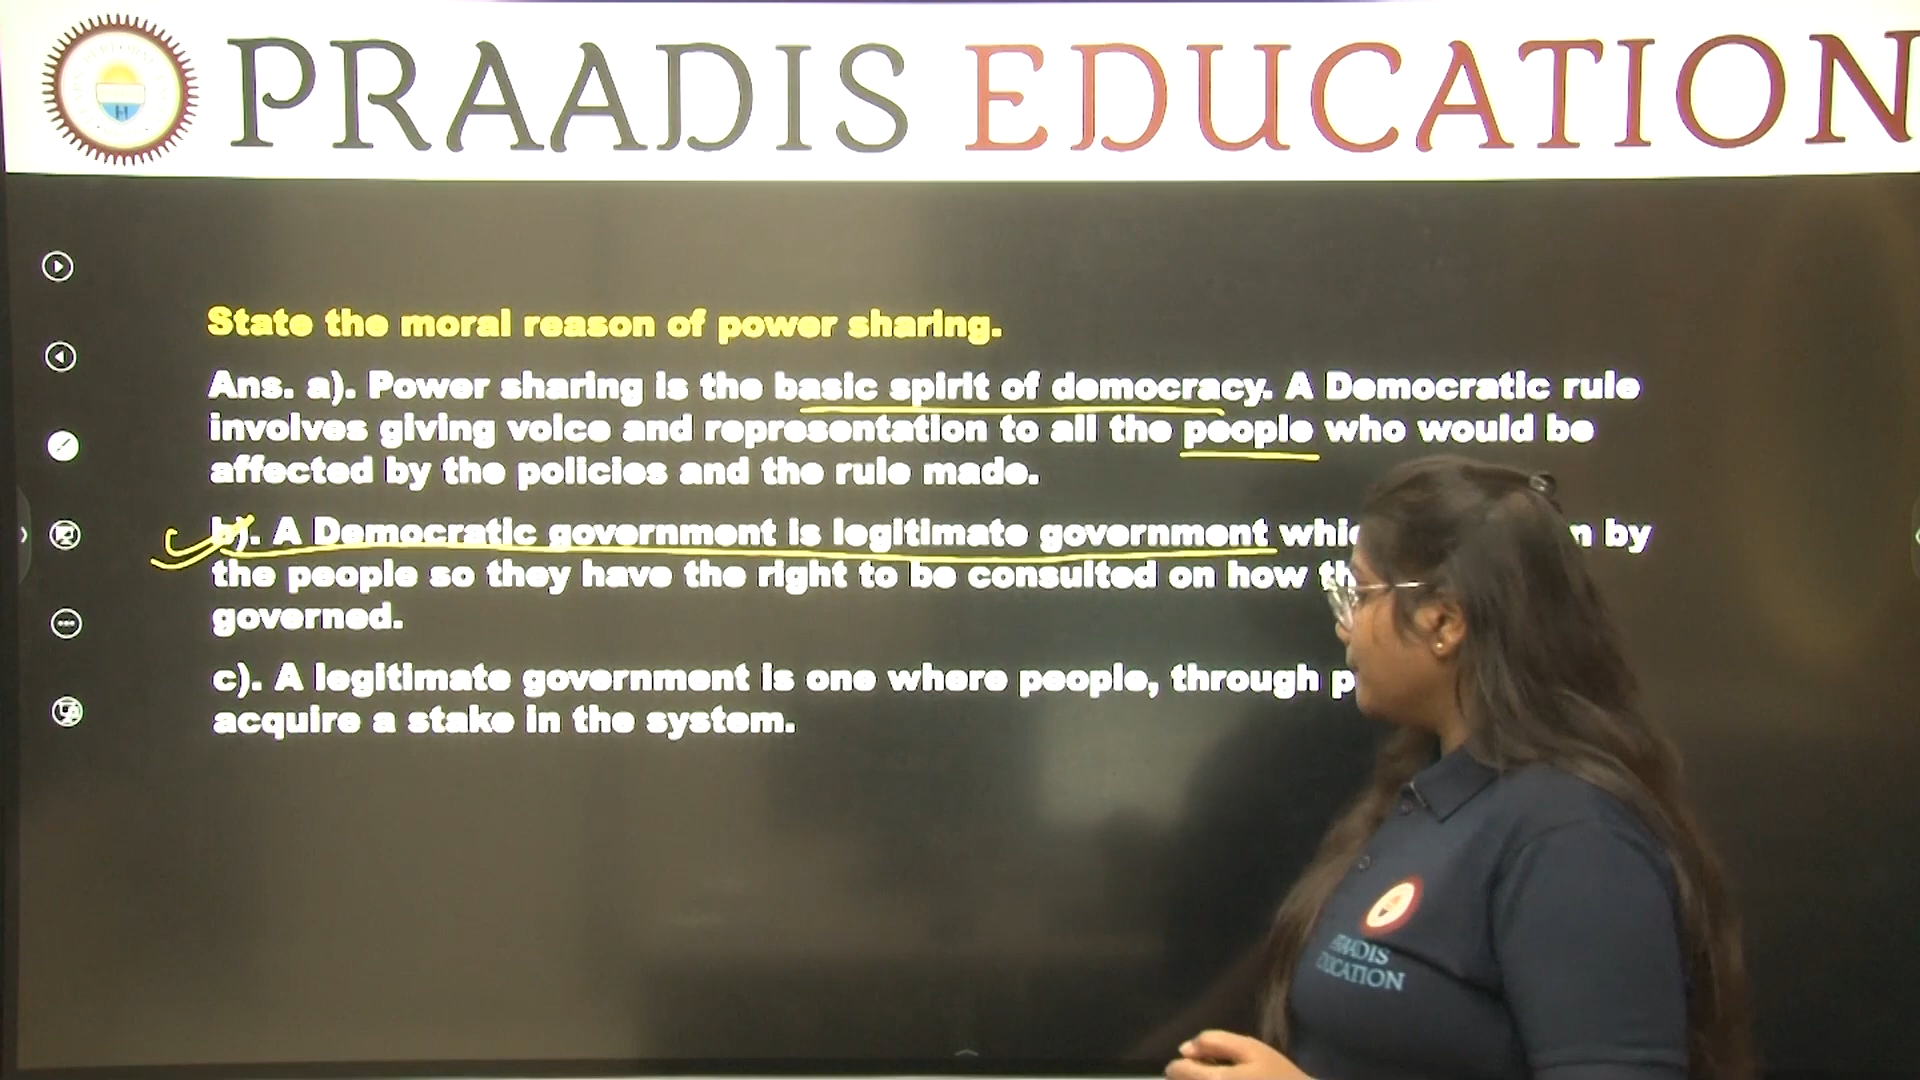 PRAADIS EDUCATION
State the moral reason of power sharing.
Ans. a). Power sharing is the basic spirit of democracy. A Democratic rule
involves giving voice and representation to all the people who would be
affected by the policies and the rule made.
b). A Democratic government is legitimate government by
the people so they have the right to be consulted on how
governed.
c). A legitimate government is one where people, through
acquire a stake in the system.
PRAADIS
EDUCATION